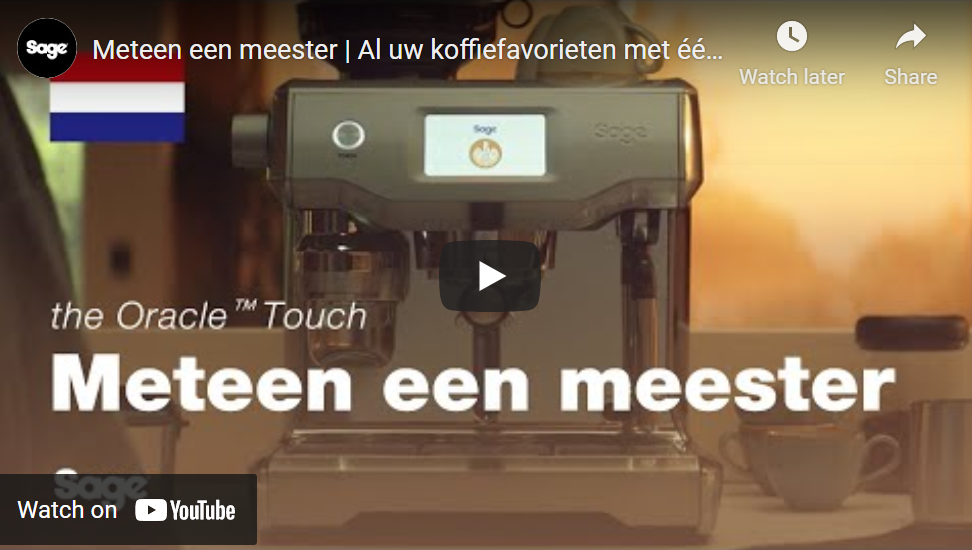 Sage
Meteen een meester | Al uw koffiefavorieten met éé...
Watch later
Share
Sage
Sage
the Oracle™ Touch
Meteen een meester
Sage
Watch on YouTube